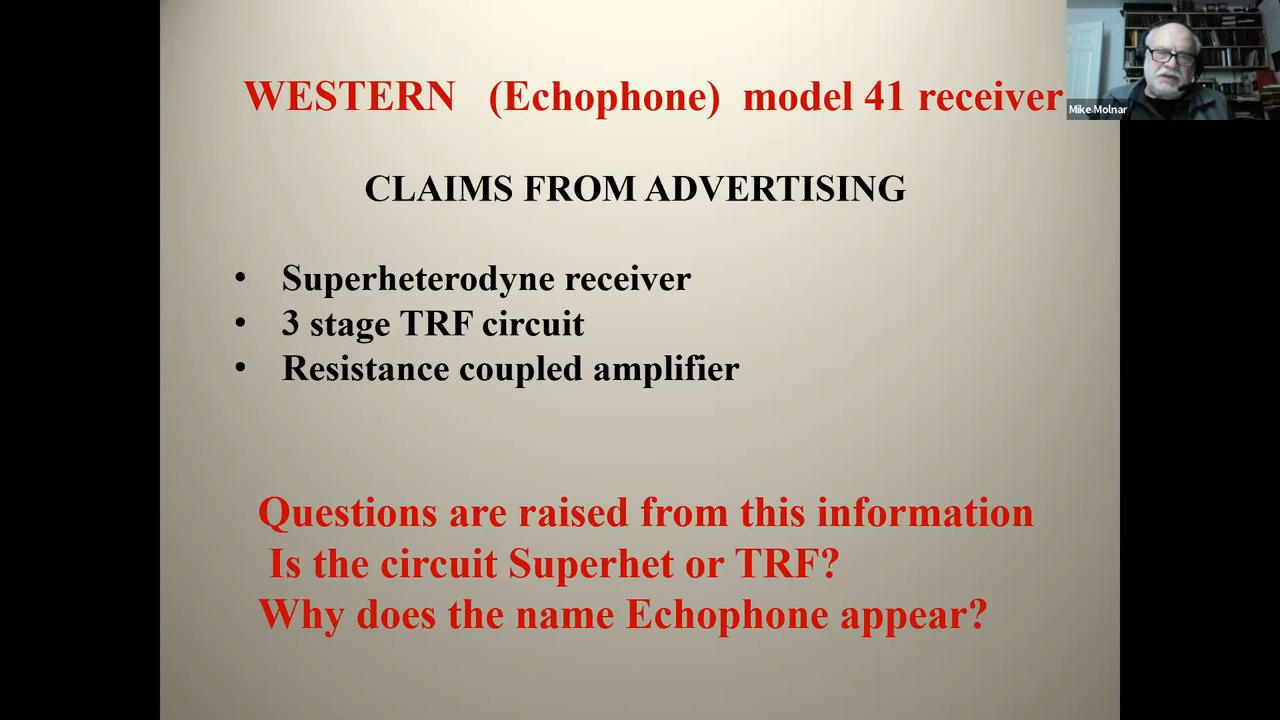 WESTERN (Echophone) model 41 receiver
Mike Molnar
CLAIMS FROM ADVERTISING
• Superheterodyne receiver
• 3 stage TRF circuit
• Resistance coupled amplifier
Questions are raised from this information
Is the circuit Superhet or TRF?
Why does the name Echophone appear?